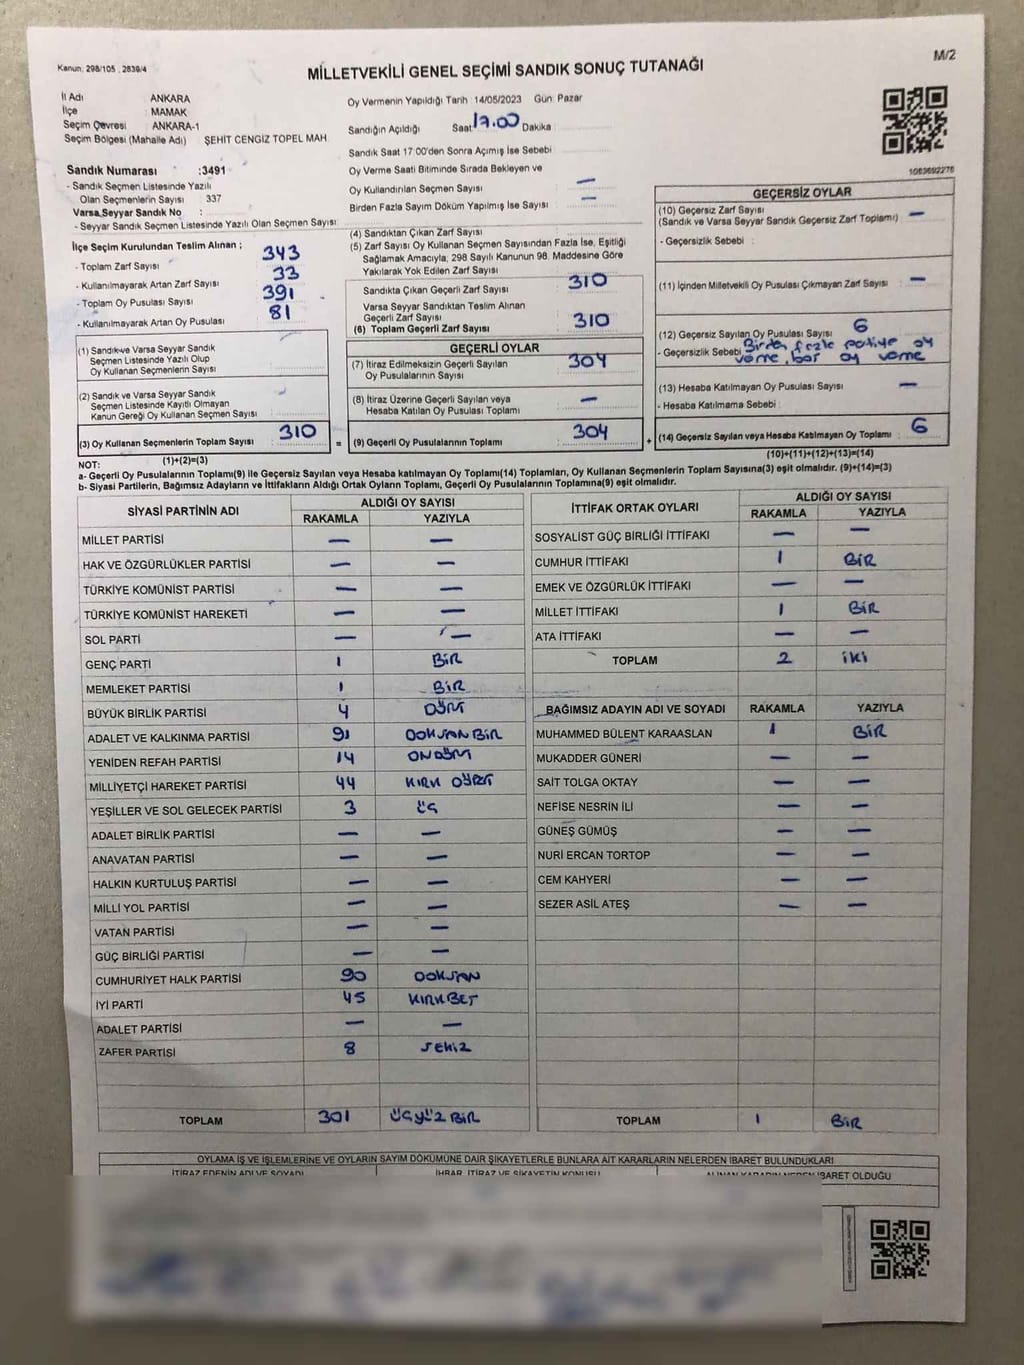 Kanun, 298/105 , 2839/4
MİLLETVEKİLİ GENEL SEÇİMİ SANDIK SONUÇ TUTANAĞI
M/2
İl Adı ANKARA
İlçe : MAMAK
Seçim Çevresi : ANKARA-1
Seçim Bölgesi (Mahalle Adı) : ŞEHİT CENGİZ TOPEL MAH
Oy Vermenin Yapıldığı Tarih :14/05/2023 Gün Pazar
Sandığın Açıldığı Saat 17.00 Dakika
Sandık Saat 17:00'den Sonra Açımış İse Sebebi
Oy Verme Saati Bitiminde Sırada Bekleyen ve
Oy Kullandırılan Seçmen Sayısı —
Birden Fazla Sayım Döküm Yapılmış İse Sayısı —
Sandık Numarası :3491
- Sandık Seçmen Listesinde Yazılı
Olan Seçmenlerin Sayısı : 337
Varsa Seyyar Sandık No :
- Seyyar Sandık Seçmen Listesinde Yazılı Olan Seçmen Sayısı :
İlçe Seçim Kurulundan Teslim Alınan ;
- Toplam Zarf Sayısı 343
- Kullanılmayarak Artan Zarf Sayısı 33
- Toplam Oy Pusulası Sayısı 391
- Kullanılmayarak Artan Oy Pusulası 81
(1) Sandık ve Varsa Seyyar Sandık
Seçmen Listesinde Yazılı Olup
Oy Kullanan Seçmenlerin Sayısı
(2) Sandık ve Varsa Seyyar Sandık
Seçmen Listesinde Kayıtlı Olmayan
Kanun Gereği Oy Kullanan Seçmen Sayısı
(3) Oy Kullanan Seçmenlerin Toplam Sayısı 310
(1)+(2)=(3)
(4) Sandıktan Çıkan Zarf Sayısı
(5) Zarf Sayısı Oy Kullanan Seçmen Sayısından Fazla İse, Eşitliği
Sağlamak Amacıyla, 298 Sayılı Kanunun 98. Maddesine Göre
Yakılarak Yok Edilen Zarf Sayısı
Sandıkta Çıkan Geçerli Zarf Sayısı 310
Varsa Seyyar Sandıktan Teslim Alınan
Geçerli Zarf Sayısı
(6) Toplam Geçerli Zarf Sayısı 310
GEÇERLİ OYLAR
(7) İtiraz Edilmeksizin Geçerli Sayılan
Oy Pusulalarının Sayısı 304
(8) İtiraz Üzerine Geçerli Sayılan veya
Hesaba Katılan Oy Pusulası Toplamı —
= (9) Geçerli Oy Pusulalarının Toplamı 304
1063692276
GEÇERSİZ OYLAR
(10) Geçersiz Zarf Sayısı
(Sandık ve Varsa Seyyar Sandık Geçersiz Zarf Toplamı) —
- Geçersizlik Sebebi :
(11) İçinden Milletvekili Oy Pusulası Çıkmayan Zarf Sayısı —
(12) Geçersiz Sayılan Oy Pusulası Sayısı 6
- Geçersizlik Sebebi Birden fazla partiye oy
verme, boş oy verme
(13) Hesaba Katılmayan Oy Pusulası Sayısı —
- Hesaba Katılmama Sebebi :
+ (14) Geçersiz Sayılan veya Hesaba Katılmayan Oy Toplamı 6
(10)+(11)+(12)+(13)=(14)
NOT:
a- Geçerli Oy Pusulalarının Toplamı(9) ile Geçersiz Sayılan veya Hesaba katılmayan Oy Toplamı(14) Toplamları, Oy Kullanan Seçmenlerin Toplam Sayısına(3) eşit olmalıdır. (9)+(14)=(3)
b- Siyasi Partilerin, Bağımsız Adayların ve İttifakların Aldığı Oyların Toplamı, Geçerli Oy Pusulalarının Toplamına(9) eşit olmalıdır.
SİYASİ PARTİNİN ADI ALDIĞI OY SAYISI
RAKAMLA YAZIYLA
MİLLET PARTİSİ — —
HAK VE ÖZGÜRLÜKLER PARTİSİ — —
TÜRKİYE KOMÜNİST PARTİSİ — —
TÜRKİYE KOMÜNİST HAREKETİ — —
SOL PARTİ — —
GENÇ PARTİ 1 BİR
MEMLEKET PARTİSİ 1 BİR
BÜYÜK BİRLİK PARTİSİ 4
ADALET VE KALKINMA PARTİSİ 91 DOKSAN BİR
YENİDEN REFAH PARTİSİ 14
MİLLİYETÇİ HAREKET PARTİSİ 44 KIRK
YEŞİLLER VE SOL GELECEK PARTİSİ 3 ÜÇ
ADALET BİRLİK PARTİSİ — —
ANAVATAN PARTİSİ — —
HALKIN KURTULUŞ PARTİSİ — —
MİLLİ YOL PARTİSİ — —
VATAN PARTİSİ — —
GÜÇ BİRLİĞİ PARTİSİ — —
CUMHURİYET HALK PARTİSİ 90 DOKSAN
İYİ PARTİ 45 KIRKBEŞ
ADALET PARTİSİ — —
ZAFER PARTİSİ 8 SEKİZ
TOPLAM 301 ÜÇYÜZ BİR
İTTİFAK ORTAK OYLARI ALDIĞI OY SAYISI
RAKAMLA YAZIYLA
SOSYALİST GÜÇ BİRLİĞİ İTTİFAKI — —
CUMHUR İTTİFAKI 1 BİR
EMEK VE ÖZGÜRLÜK İTTİFAKI — —
MİLLET İTTİFAKI 1 BİR
ATA İTTİFAKI — —
TOPLAM 2 İKİ
BAĞIMSIZ ADAYIN ADI VE SOYADI RAKAMLA YAZIYLA
MUHAMMED BÜLENT KARAASLAN 1 BİR
MUKADDER GÜNERİ — —
SAİT TOLGA OKTAY — —
NEFİSE NESRİN İLİ — —
GÜNEŞ GÜMÜŞ — —
NURİ ERCAN TORTOP — —
CEM KAHYERİ — —
SEZER ASİL ATEŞ — —
TOPLAM 1 BİR
OYLAMA İŞ VE İŞLEMLERİNE VE OYLARIN SAYIM DÖKÜMÜNE DAİR ŞİKAYETLERLE BUNLARA AİT KARARLARIN NELERDEN İBARET BULUNDUKLARI
İTİRAZ EDENİN ADI VE SOYADI İHBAR, İTİRAZ VE ŞİKAYETİN KONUSU ALINAN KARARIN NEDEN İBARET OLDUĞU